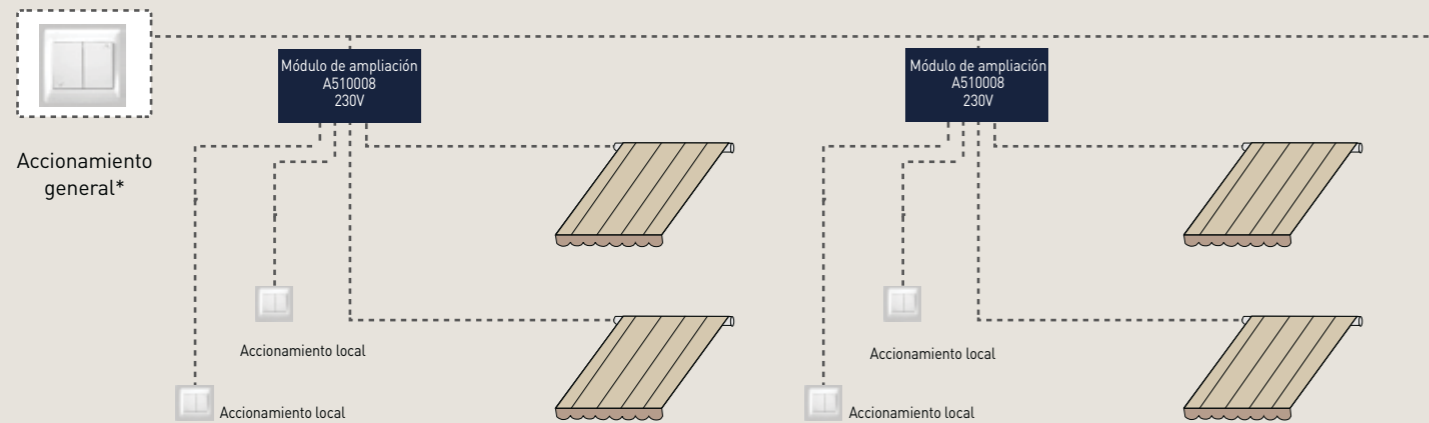 Módulo de ampliación
A510008
230V
Módulo de ampliación
A510008
230V
Accionamiento
general*
Accionamiento local
Accionamiento local
Accionamiento local
Accionamiento local